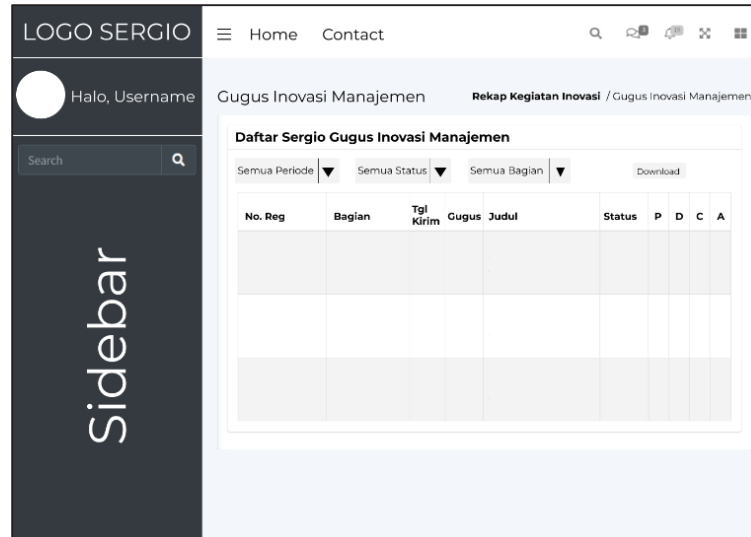 LOGO SERGIO
Home Contact
Halo, Username
Gugus Inovasi Manajemen
Rekap Kegiatan Inovasi / Gugus Inovasi Manajemen
Search
Daftar Sergio Gugus Inovasi Manajemen
Semua Periode Semua Status Semua Bagian Download
No. Reg Bagian Tgl Kirim Gugus Judul Status P D C A
Sidebar